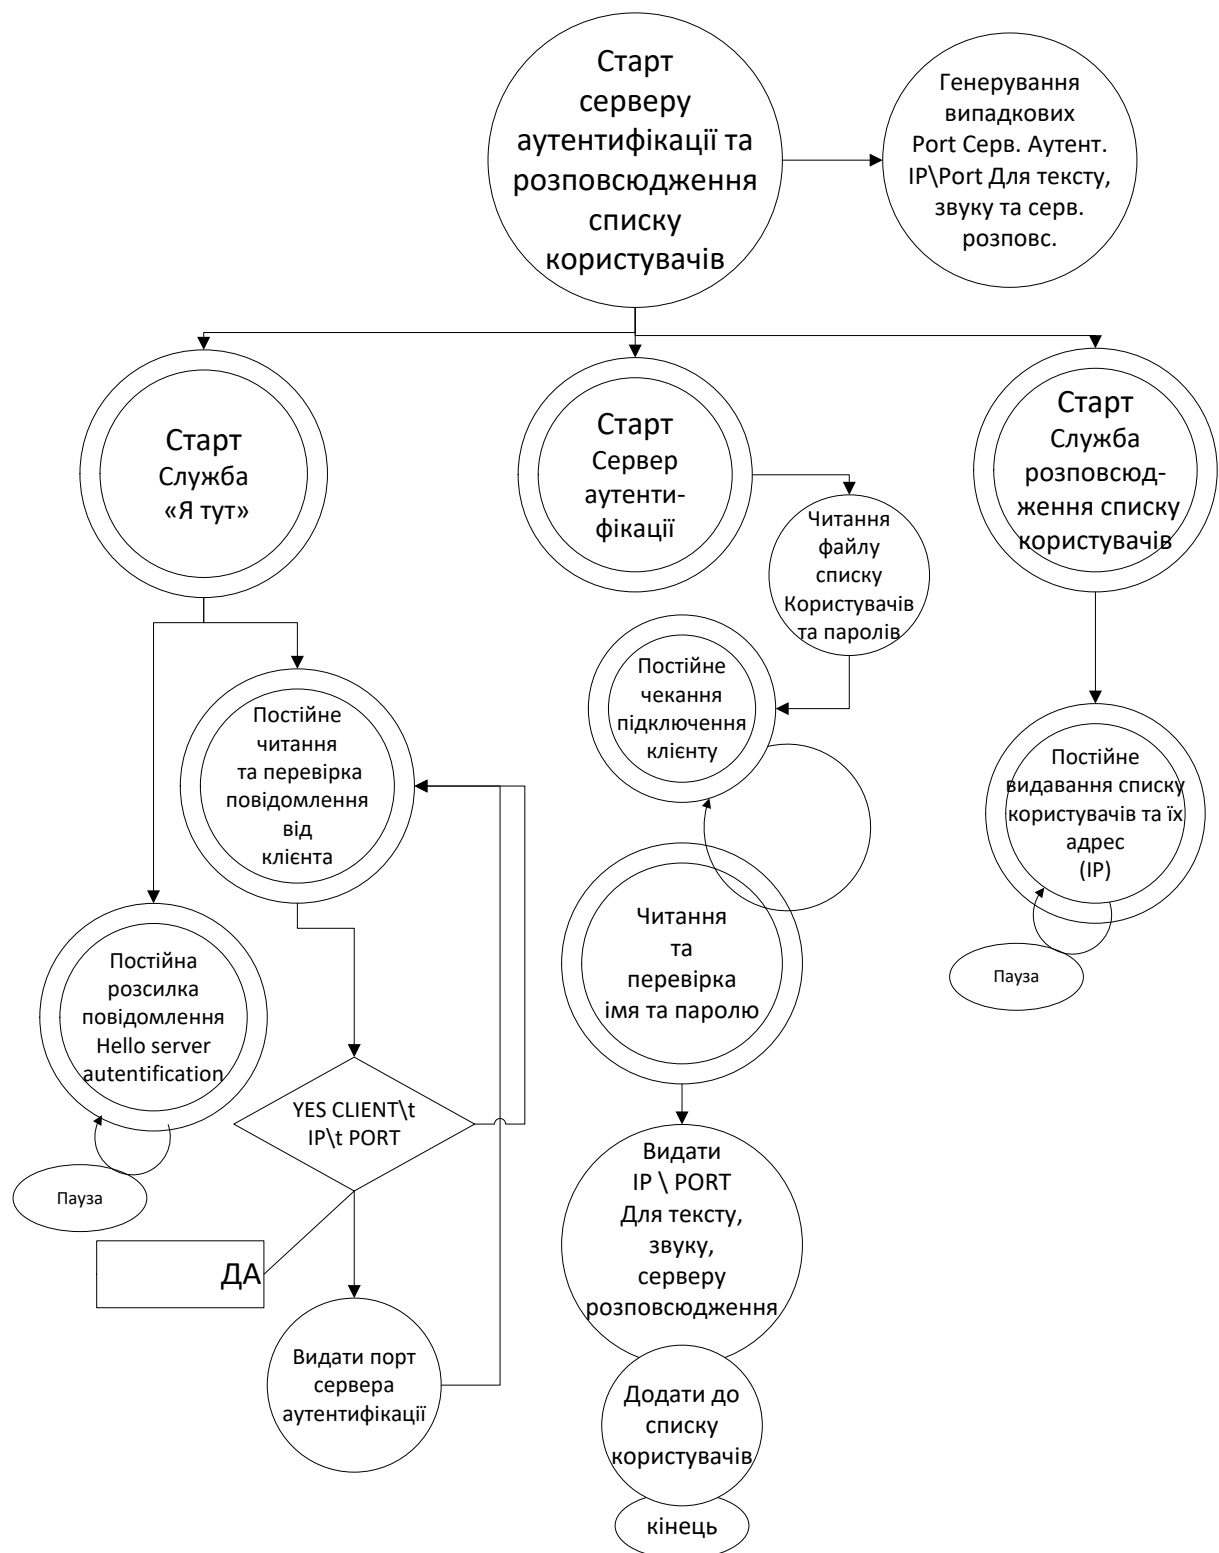 Старт
серверу
аутентифікації та
розповсюдження
списку
користувачів
Генерування
випадкових
Port Серв. Аутент.
IP\Port Для тексту,
звуку та серв.
розповс.
Старт
Служба
«Я тут»
Старт
Сервер
аутенти-
фікації
Старт
Служба
розповсюд-
ження списку
користувачів
Читання
файлу
списку
Користувачів
та паролів
Постійне
чекання
підключення
клієнту
Постійне
читання
та перевірка
повідомлення
від
клієнта
Постійне
видавання списку
користувачів та їх
адрес
(IP)
Пауза
Читання
та
перевірка
імя та паролю
Постійна
розсилка
повідомлення
Hello server
autentification
Пауза
YES CLIENT\t
IP\t PORT
ДА
Видати порт
сервера
аутентифікації
Видати
IP \ PORT
Для тексту,
звуку,
серверу
розповсюдження
Додати до
списку
користувачів
кінець